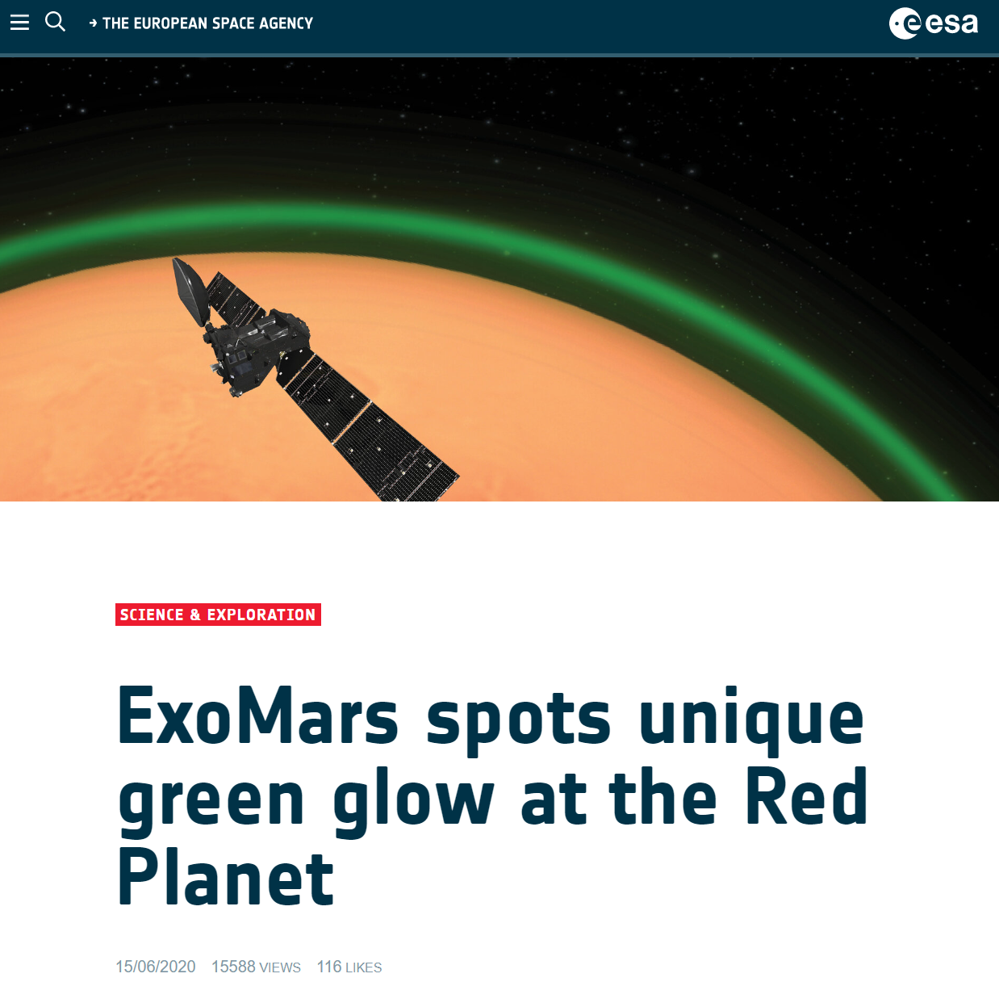 → THE EUROPEAN SPACE AGENCY
esa
SCIENCE & EXPLORATION
ExoMars spots unique
green glow at the Red
Planet
15/06/2020 15588 VIEWS 116 LIKES